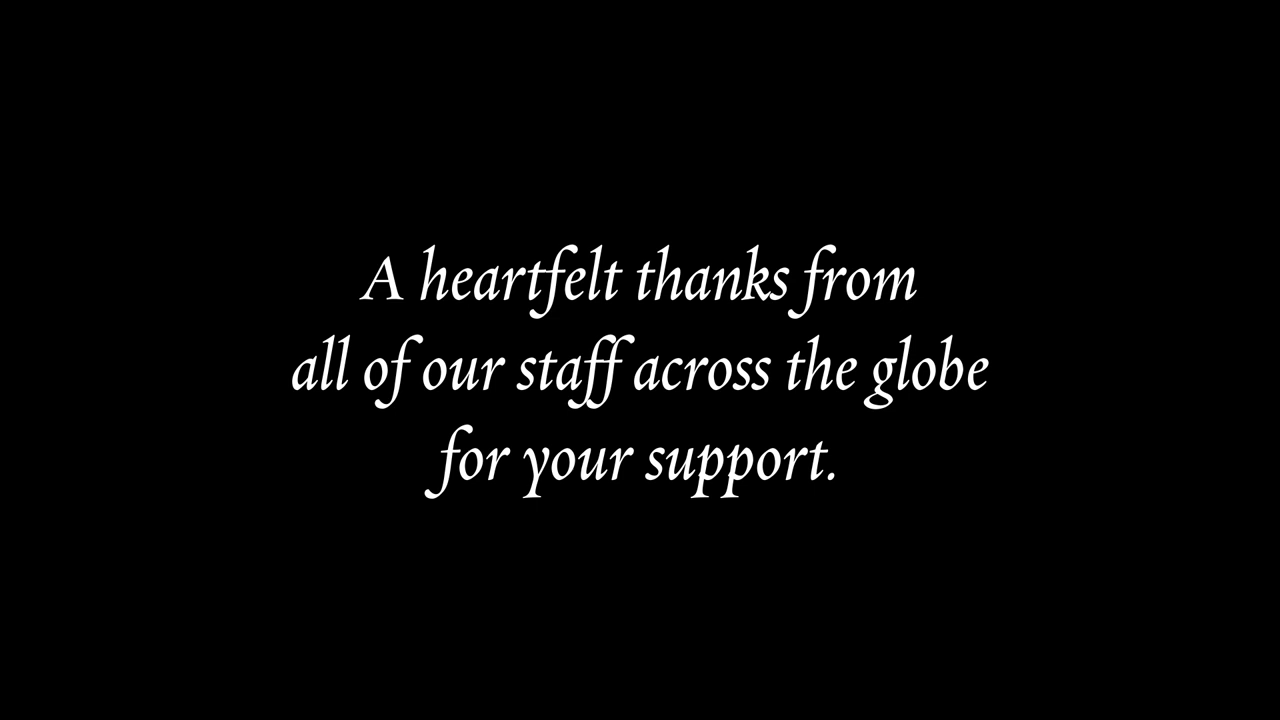 A heartfelt thanks from
all of our staff across the globe
for your support.